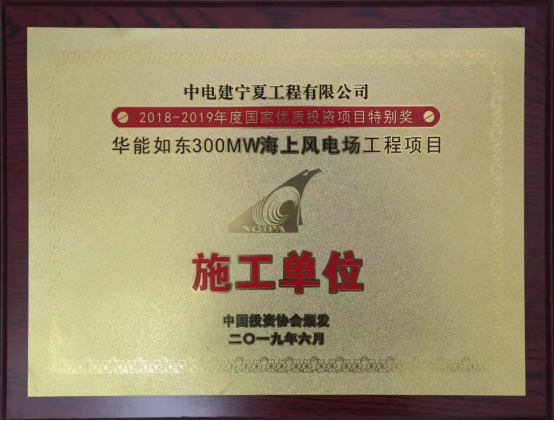 中电建宁夏工程有限公司
2018-2019年度国家优质投资项目特别奖
华能如东300MW海上风电场工程项目
NQIPA
施工单位
中国投资协会颁发
二〇一九年六月